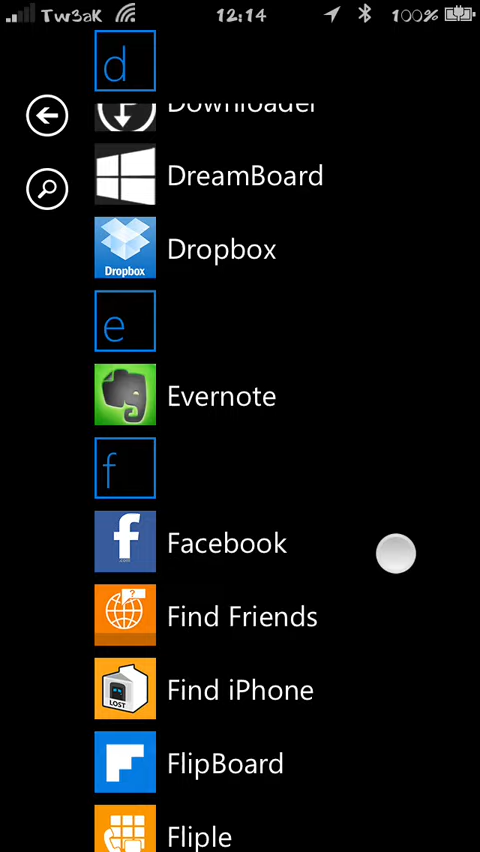 Tw3aK 12:14 100%
d
Downloader
DreamBoard
Dropbox
Dropbox
e
Evernote
f
f
Facebook
?
Find Friends
LOST
Find iPhone
FlipBoard
Fliple